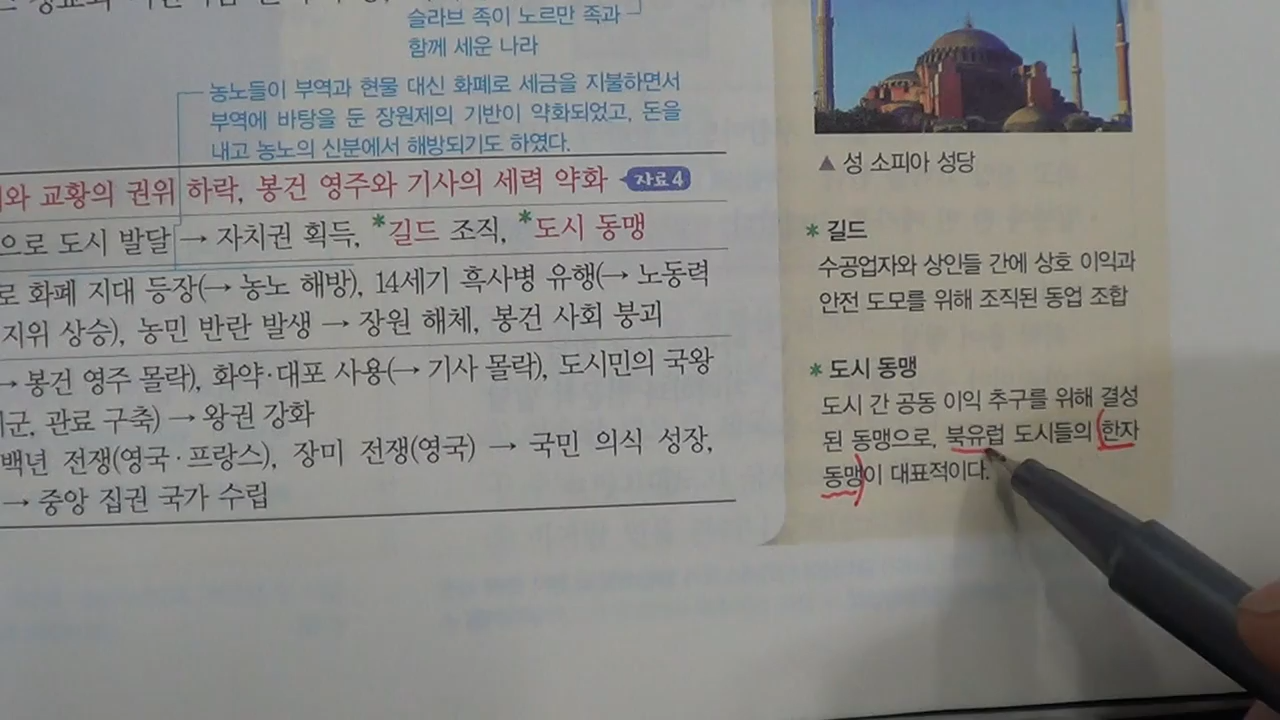 슬라브 족이 노르만 족과
함께 세운 나라
농노들이 부역과 현물 대신 화폐로 세금을 지불하면서
부역에 바탕을 둔 장원제의 기반이 약화되었고, 돈을
내고 농노의 신분에서 해방되기도 하였다.
와 교황의 권위 하락, 봉건 영주와 기사의 세력 약화 자료4
으로 도시 발달 → 자치권 획득, *길드 조직, *도시 동맹
로 화폐 지대 등장(→ 농노 해방), 14세기 흑사병 유행(→ 노동력
지위 상승), 농민 반란 발생 → 장원 해체, 봉건 사회 붕괴
→ 봉건 영주 몰락), 화약·대포 사용(→ 기사 몰락), 도시민의 국왕
군, 관료 구축) → 왕권 강화
백년 전쟁(영국·프랑스), 장미 전쟁(영국) → 국민 의식 성장,
→ 중앙 집권 국가 수립
▲ 성 소피아 성당
* 길드
수공업자와 상인들 간에 상호 이익과
안전 도모를 위해 조직된 동업 조합
* 도시 동맹
도시 간 공동 이익 추구를 위해 결성
된 동맹으로, 북유럽 도시들의 한자
동맹이 대표적이다.